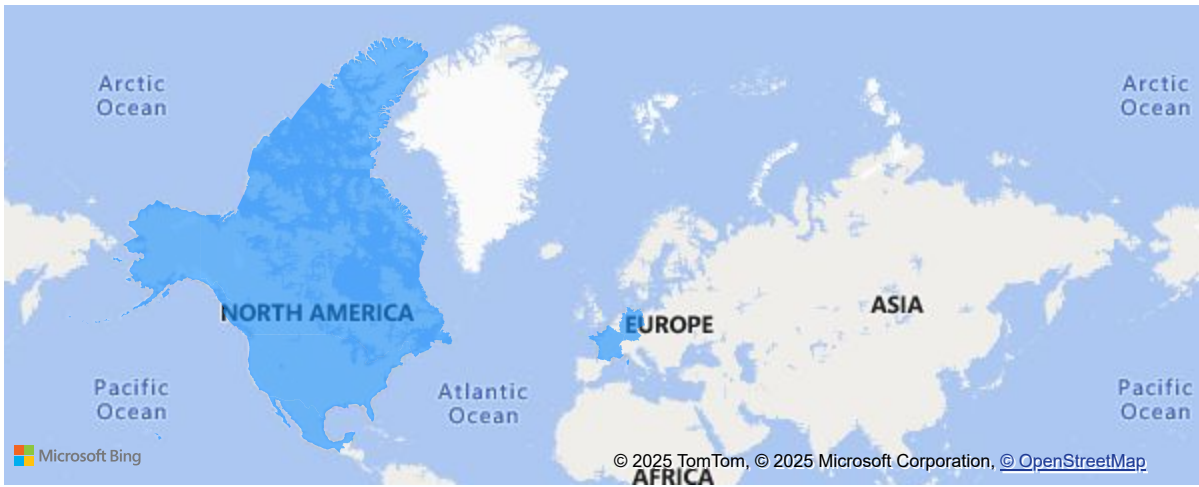 Arctic
Ocean
Arctic
Ocean
NORTH AMERICA
ASIA
EUROPE
Pacific
Ocean
Atlantic
Ocean
Pacific
Ocean
Microsoft Bing
© 2025 TomTom, © 2025 Microsoft Corporation, © OpenStreetMap
AFRICA